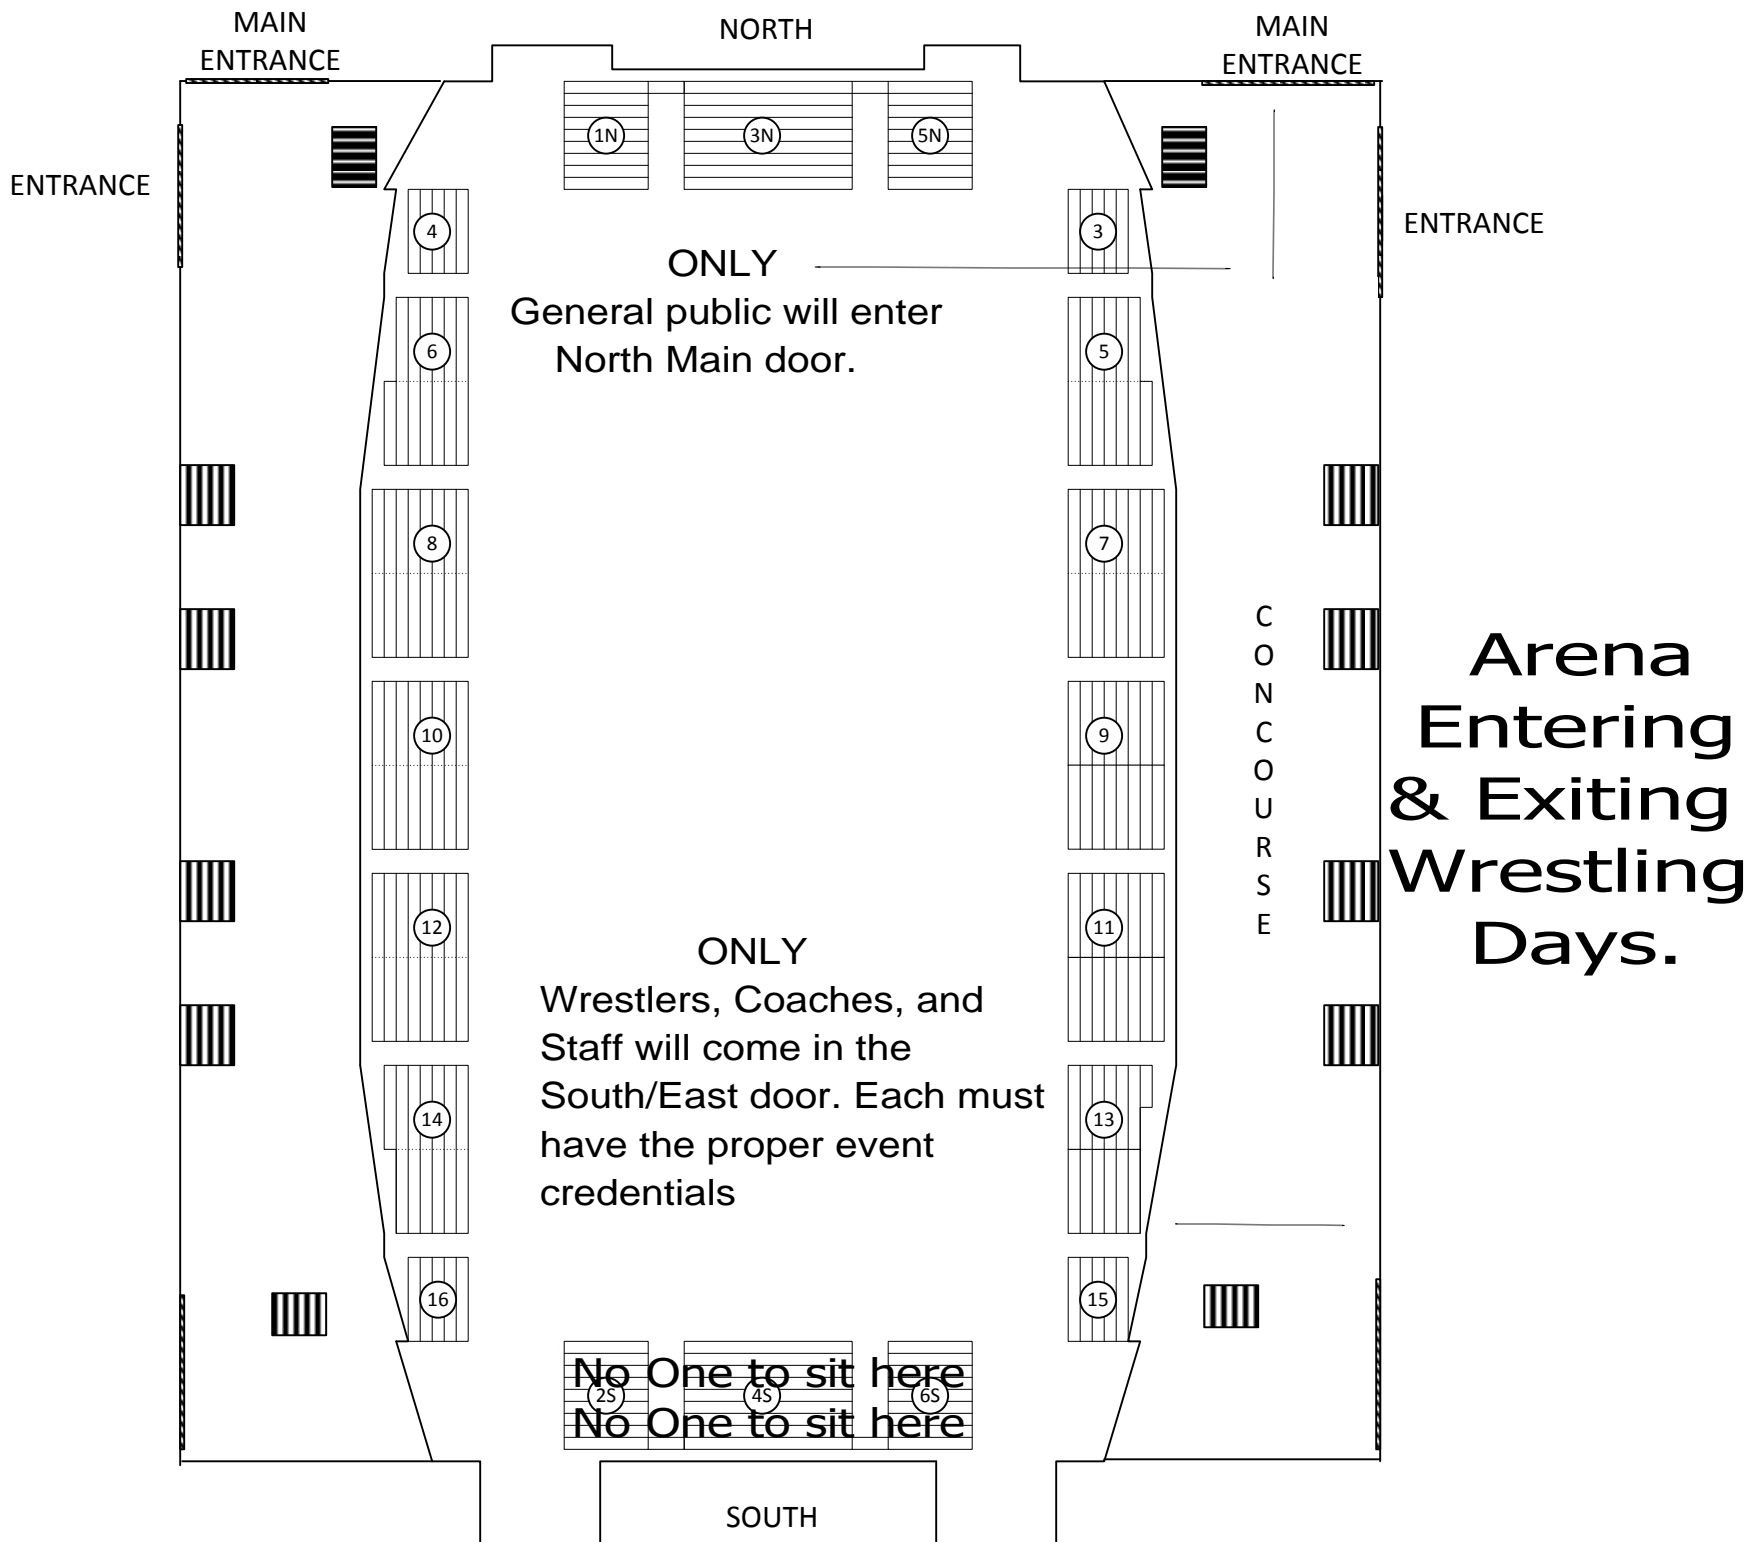 MAIN
ENTRANCE
NORTH
MAIN
ENTRANCE
1N
3N
5N
ENTRANCE
ENTRANCE
4
3
ONLY
General public will enter
North Main door.
6
5
8
7
C
O
N
C
O
U
R
S
E
Arena
Entering
& Exiting
Wrestling
Days.
10
9
12
11
ONLY
Wrestlers, Coaches, and
Staff will come in the
South/East door. Each must
have the proper event
credentials
14
13
16
15
No One to sit here
2S
4S
6S
No One to sit here
SOUTH